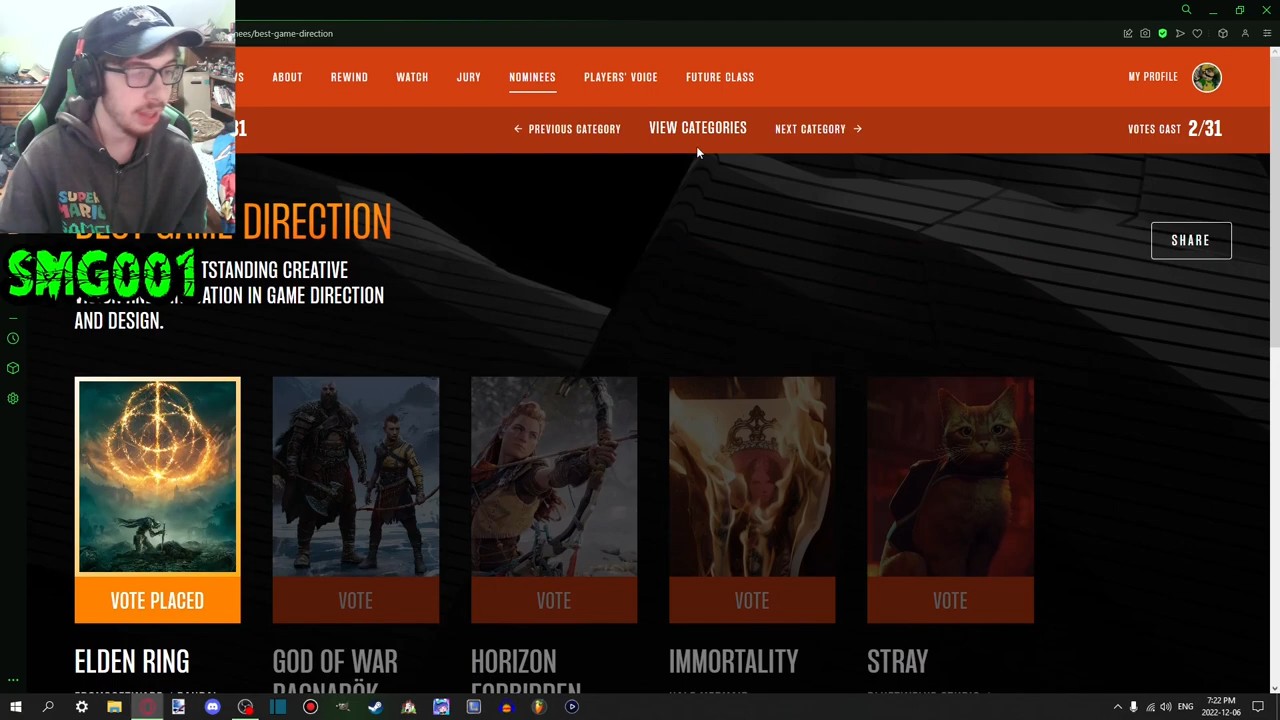 nees/best-game-direction
ABOUT
REWIND
WATCH
JURY
NOMINEES
PLAYERS' VOICE
FUTURE CLASS
MY PROFILE
PREVIOUS CATEGORY
VIEW CATEGORIES
NEXT CATEGORY
VOTES CAST 2/31
DIRECTION
TSTANDING CREATIVE
ATION IN GAME DIRECTION
AND DESIGN.
SHARE
SUPER
MARIO
SMG001
VOTE PLACED
VOTE
VOTE
VOTE
VOTE
ELDEN RING
GOD OF WAR
RAGNARÖK
HORIZON
FORBIDDEN
IMMORTALITY
STRAY
7:22 PM
2022-12-06